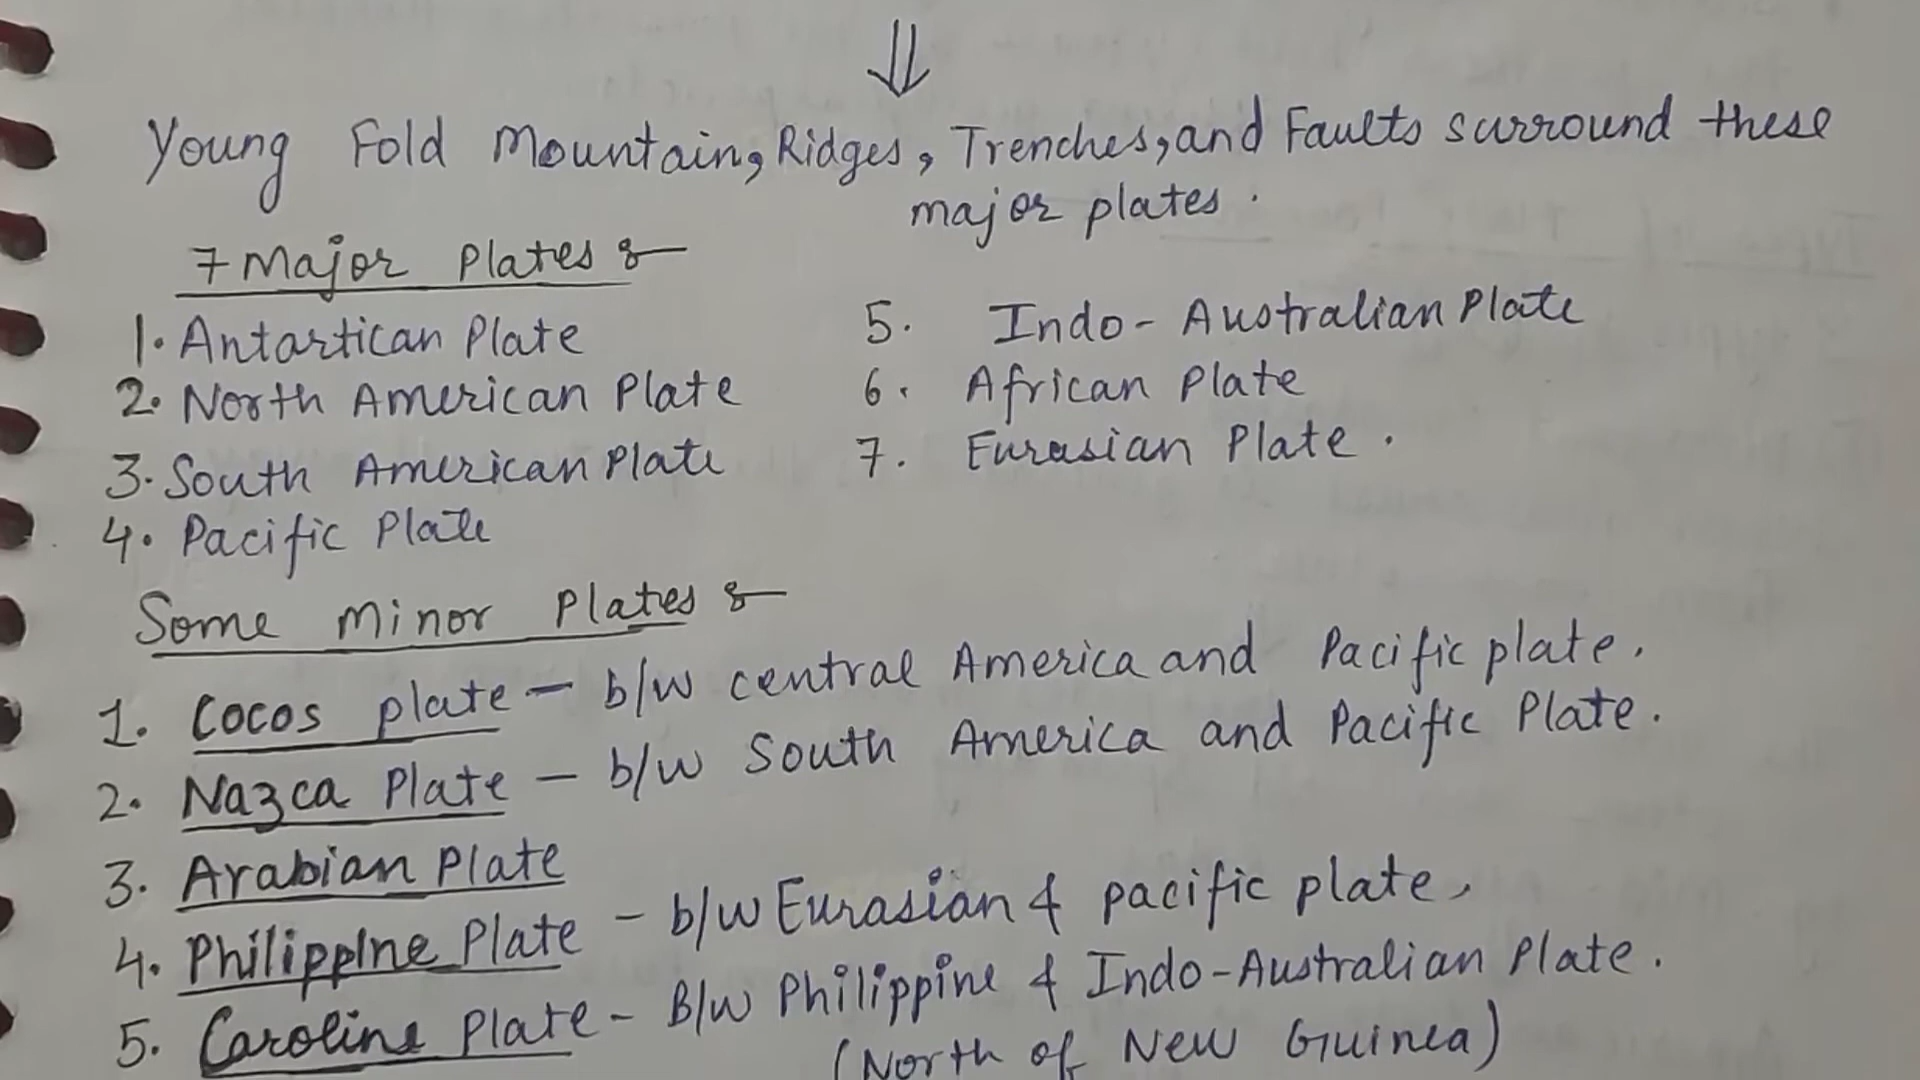 ⇓
Young Fold Mountain, Ridges, Trenches, and Faults surround these
major plates.
7 Major Plates :-
1. Antartican Plate
2. North American Plate
3. South American Plate
4. Pacific Plate
5. Indo-Australian Plate
6. African Plate
7. Eurasian Plate.
Some Minor Plates :-
1. Cocos plate - b/w central America and Pacific plate.
2. Nazca Plate - b/w South America and Pacific Plate.
3. Arabian Plate
4. Philippine Plate - b/w Eurasian & pacific plate.
5. Caroline Plate - B/w Philippine & Indo-Australian Plate.
(North of New Guinea)